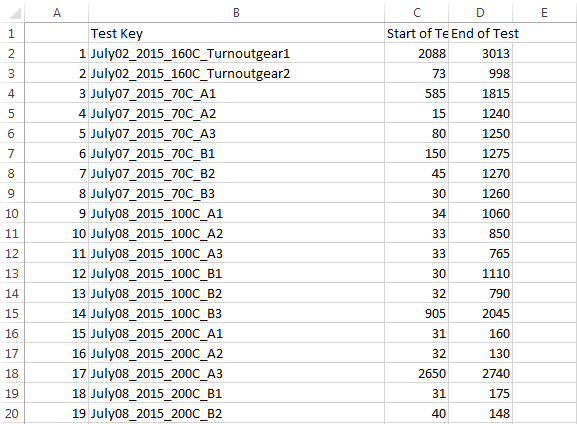 A B C D E
1 Test Key Start of Te End of Test
2 1 July02_2015_160C_Turnoutgear1 2088 3013
3 2 July02_2015_160C_Turnoutgear2 73 998
4 3 July07_2015_70C_A1 585 1815
5 4 July07_2015_70C_A2 15 1240
6 5 July07_2015_70C_A3 80 1250
7 6 July07_2015_70C_B1 150 1275
8 7 July07_2015_70C_B2 45 1270
9 8 July07_2015_70C_B3 30 1260
10 9 July08_2015_100C_A1 34 1060
11 10 July08_2015_100C_A2 33 850
12 11 July08_2015_100C_A3 33 765
13 12 July08_2015_100C_B1 30 1110
14 13 July08_2015_100C_B2 32 790
15 14 July08_2015_100C_B3 905 2045
16 15 July08_2015_200C_A1 31 160
17 16 July08_2015_200C_A2 32 130
18 17 July08_2015_200C_A3 2650 2740
19 18 July08_2015_200C_B1 31 175
20 19 July08_2015_200C_B2 40 148